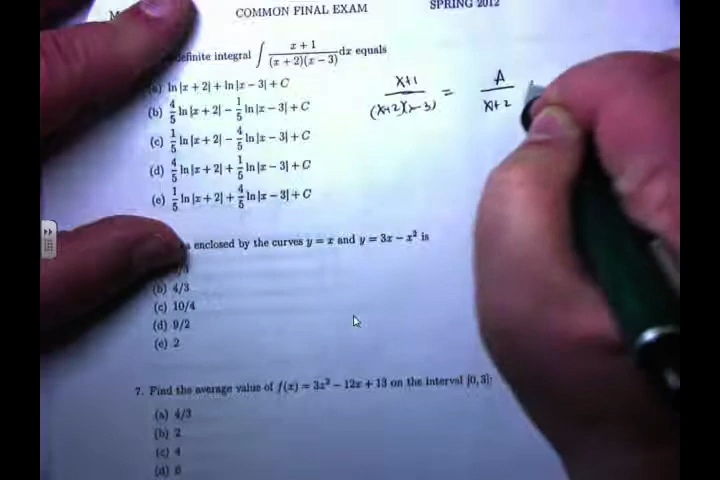 COMMON FINAL EXAM
SPRING 2012
definite integral ∫ (x + 1)/((x + 2)(x − 3)) dx equals
ln |x + 2| + ln |x − 3| + C
(b) 4/5 ln |x + 2| − 1/5 ln |x − 3| + C
(c) 1/5 ln |x + 2| − 4/5 ln |x − 3| + C
(d) 4/5 ln |x + 2| + 1/5 ln |x − 3| + C
(e) 1/5 ln |x + 2| + 4/5 ln |x − 3| + C
(x+1)/((x+2)(x-3)) = A/(x+2)
enclosed by the curves y = x and y = 3x − x² is
(b) 4/3
(c) 10/4
(d) 9/2
(e) 2
7. Find the average value of f(x) = 3x² − 12x + 13 on the interval [0, 3]:
(a) 4/3
(b) 2
(c) 4
(d) 6